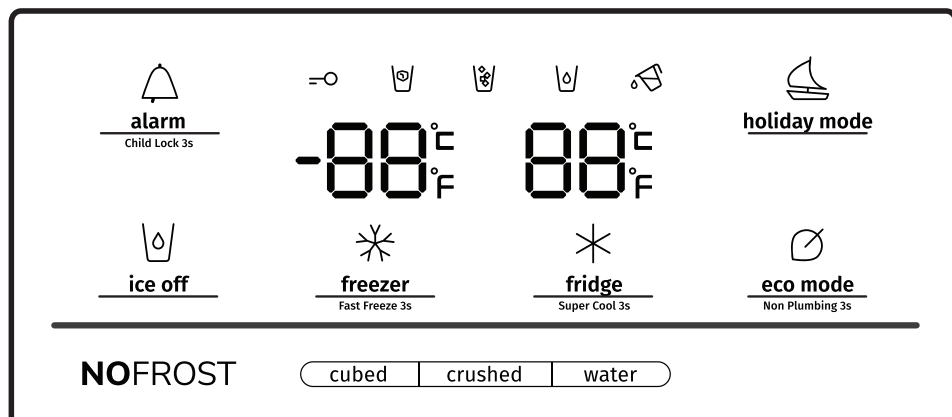 alarm
Child Lock 3s
-88 °C °F
88 °C °F
holiday mode
ice off
freezer
Fast Freeze 3s
fridge
Super Cool 3s
eco mode
Non Plumbing 3s
NOFROST
cubed
crushed
water